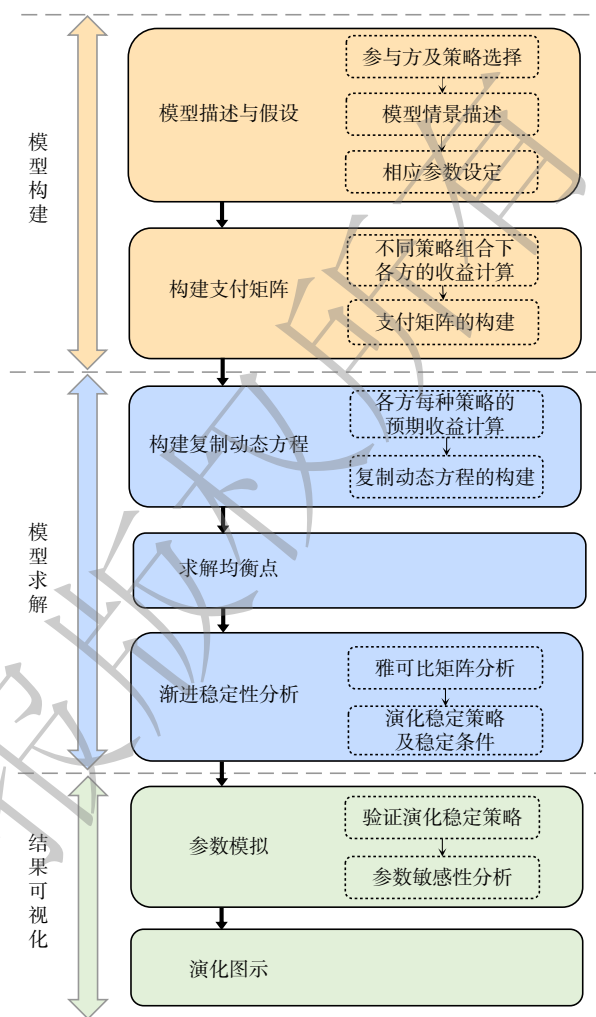 模型构建
模型描述与假设
参与方及策略选择
模型情景描述
相应参数设定
构建支付矩阵
不同策略组合下
各方的收益计算
支付矩阵的构建
模型求解
构建复制动态方程
各方每种策略的
预期收益计算
复制动态方程的构建
求解均衡点
渐进稳定性分析
雅可比矩阵分析
演化稳定策略
及稳定条件
结果可视化
参数模拟
验证演化稳定策略
参数敏感性分析
演化图示
报版权所有